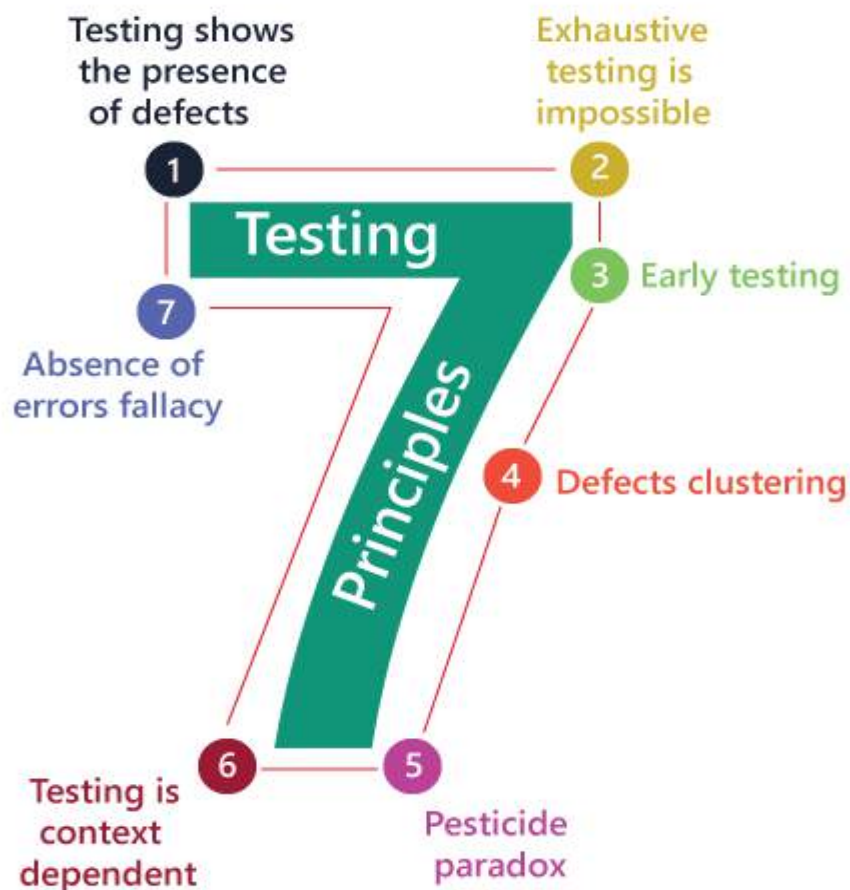 Testing shows
the presence
of defects
1
Exhaustive
testing is
impossible
2
Testing
3
Early testing
7
Absence of
errors fallacy
Principles
4
Defects clustering
6
Testing is
context
dependent
5
Pesticide
paradox